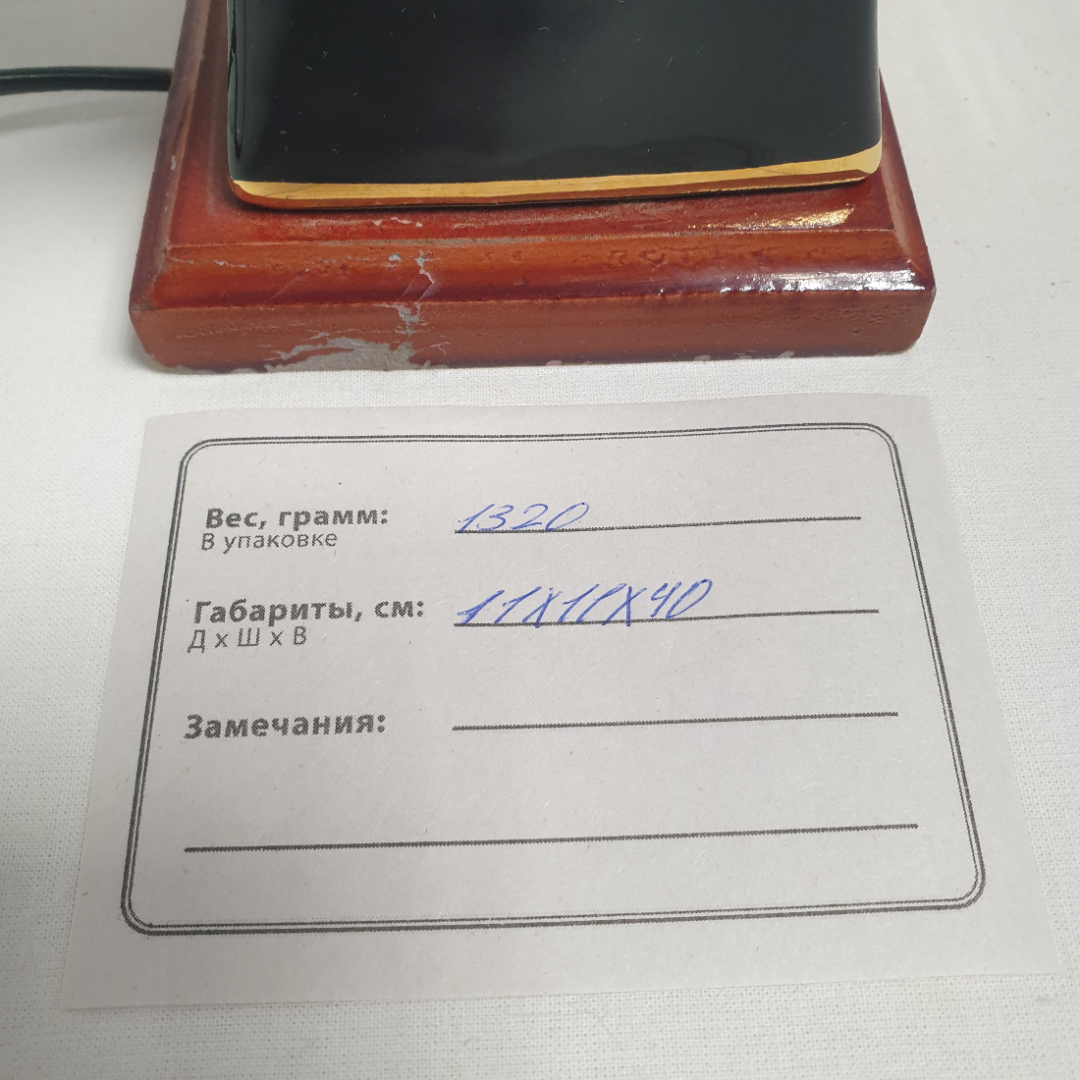 Вес, грамм: 1320
В упаковке
Габариты, см: 11х11х40
Д х Ш х В
Замечания: